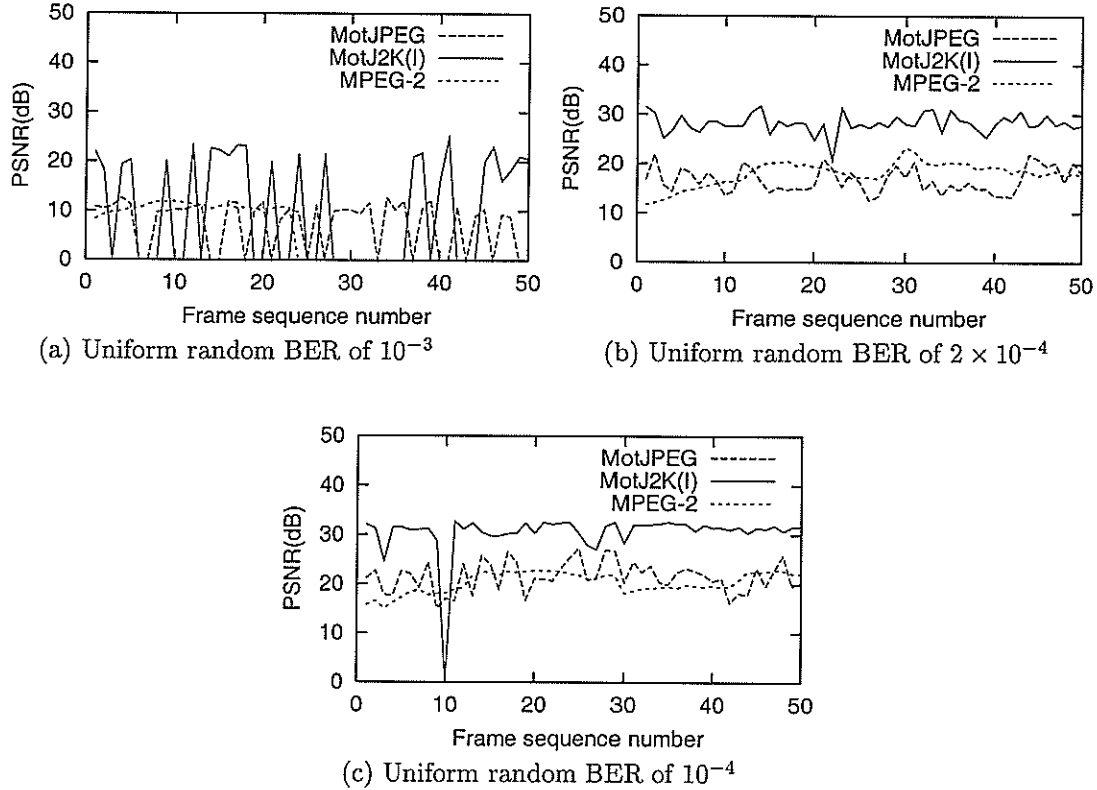 50
40
30
20
10
0
PSNR(dB)
MotJPEG
MotJ2K(I)
MPEG-2
0 10 20 30 40 50
Frame sequence number
(a) Uniform random BER of 10⁻³
50
40
30
20
10
0
PSNR(dB)
MotJPEG
MotJ2K(I)
MPEG-2
0 10 20 30 40 50
Frame sequence number
(b) Uniform random BER of 2 × 10⁻⁴
50
40
30
20
10
0
PSNR(dB)
MotJPEG
MotJ2K(I)
MPEG-2
0 10 20 30 40 50
Frame sequence number
(c) Uniform random BER of 10⁻⁴